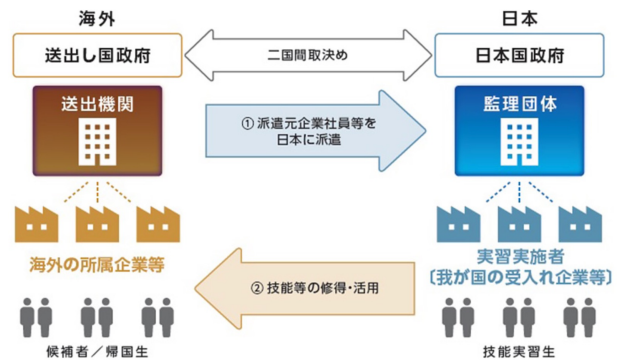 海外
日本
送出し国政府
二国間取決め
日本国政府
送出機関
監理団体
① 派遣元企業社員等を
日本に派遣
海外の所属企業等
実習実施者
〔我が国の受入れ企業等〕
② 技能等の修得・活用
候補者／帰国生
技能実習生